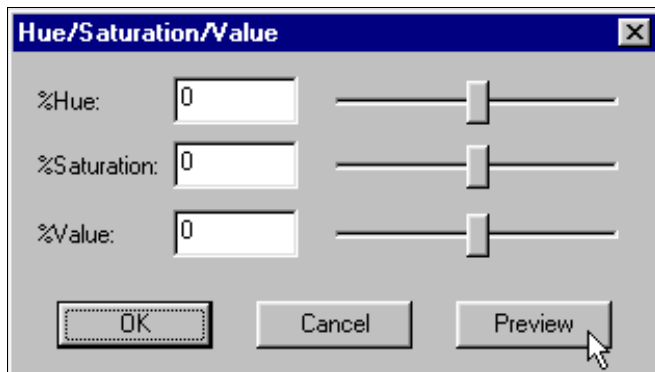 Hue/Saturation/Value
%Hue: 0
%Saturation: 0
%Value: 0
OK Cancel Preview